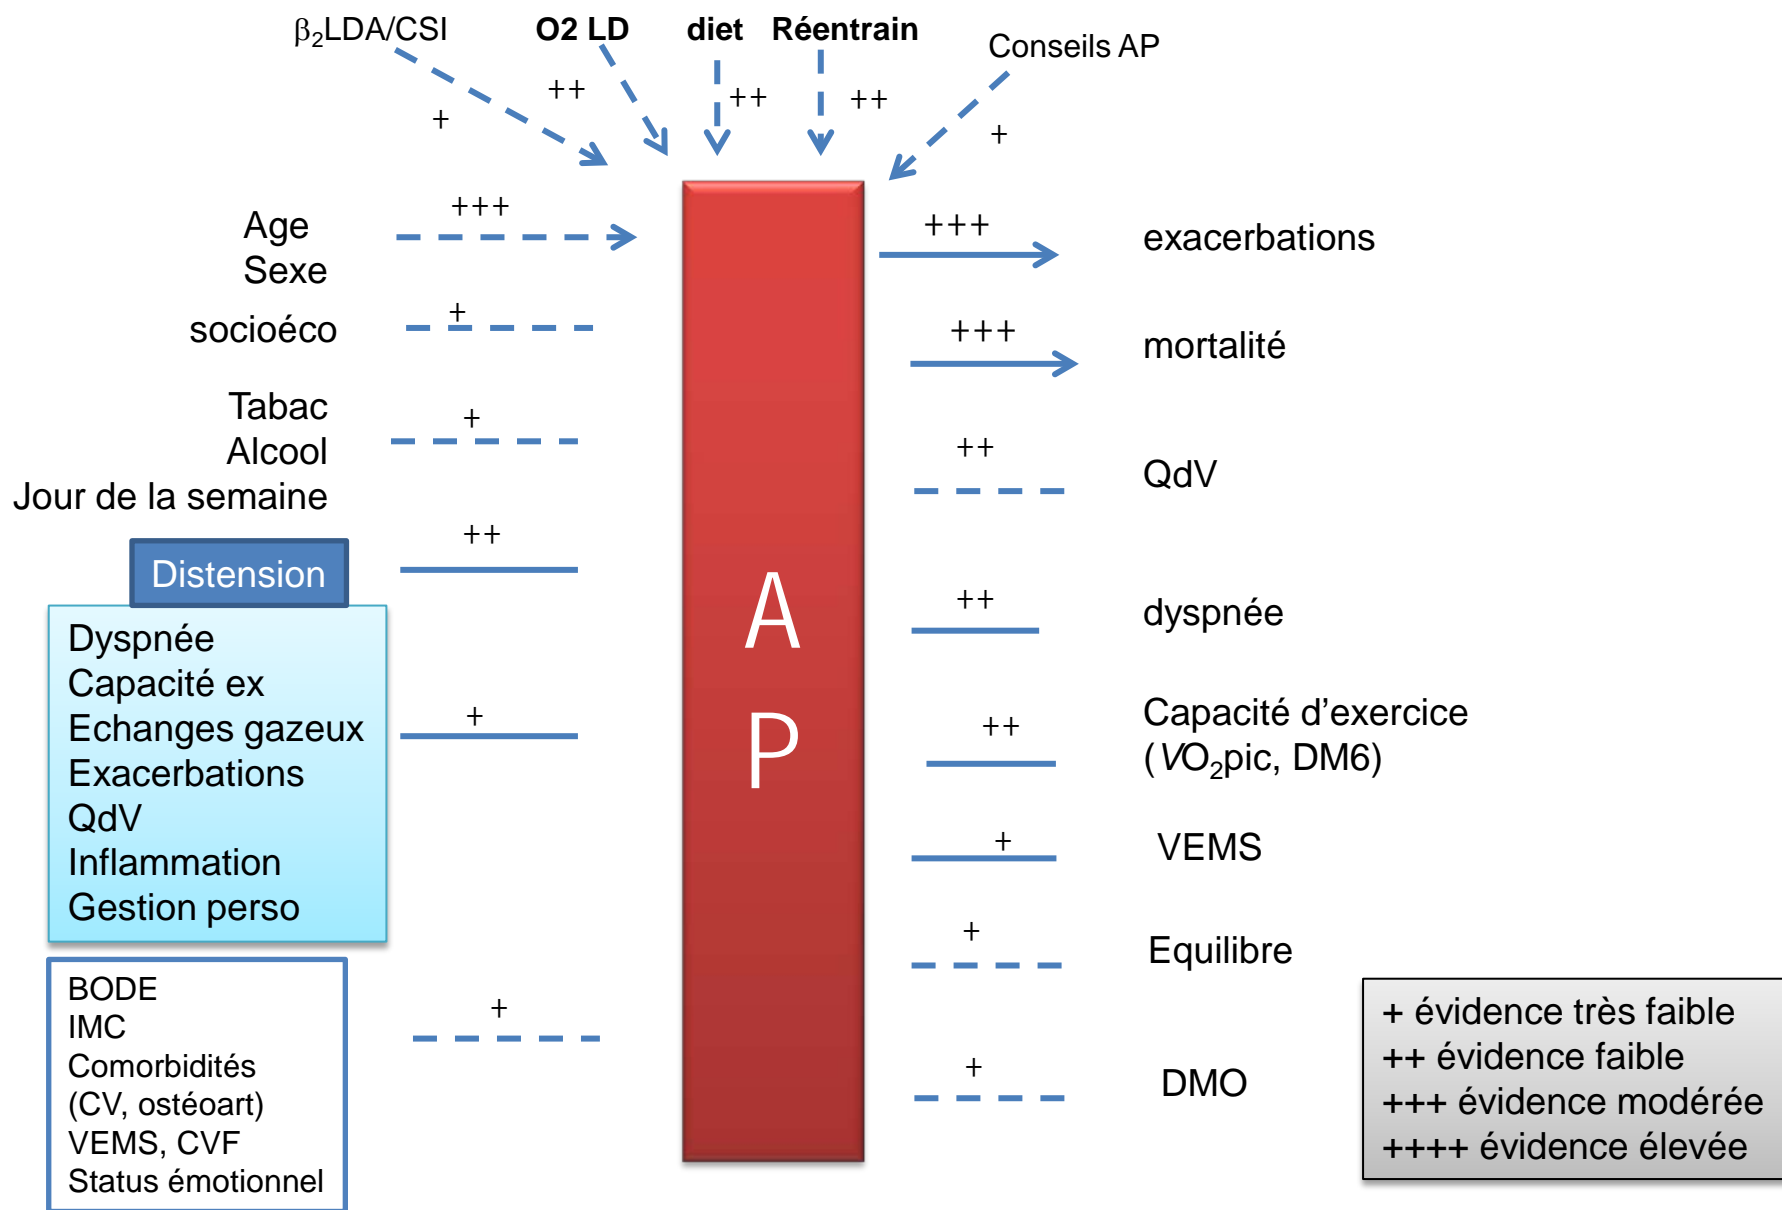 β2LDA/CSI
O2 LD
diet
Réentrain
Conseils AP
+
++
++
++
+
Age
Sexe
+++
socioéco
+
Tabac
Alcool
Jour de la semaine
+
++
Distension
Dyspnée
Capacité ex
Echanges gazeux
Exacerbations
QdV
Inflammation
Gestion perso
+
BODE
IMC
Comorbidités
(CV, ostéoart)
VEMS, CVF
Status émotionnel
+
A
P
+++
exacerbations
+++
mortalité
++
QdV
++
dyspnée
++
Capacité d’exercice
(VO2pic, DM6)
+
VEMS
+
Equilibre
+
DMO
+ évidence très faible
++ évidence faible
+++ évidence modérée
++++ évidence élevée